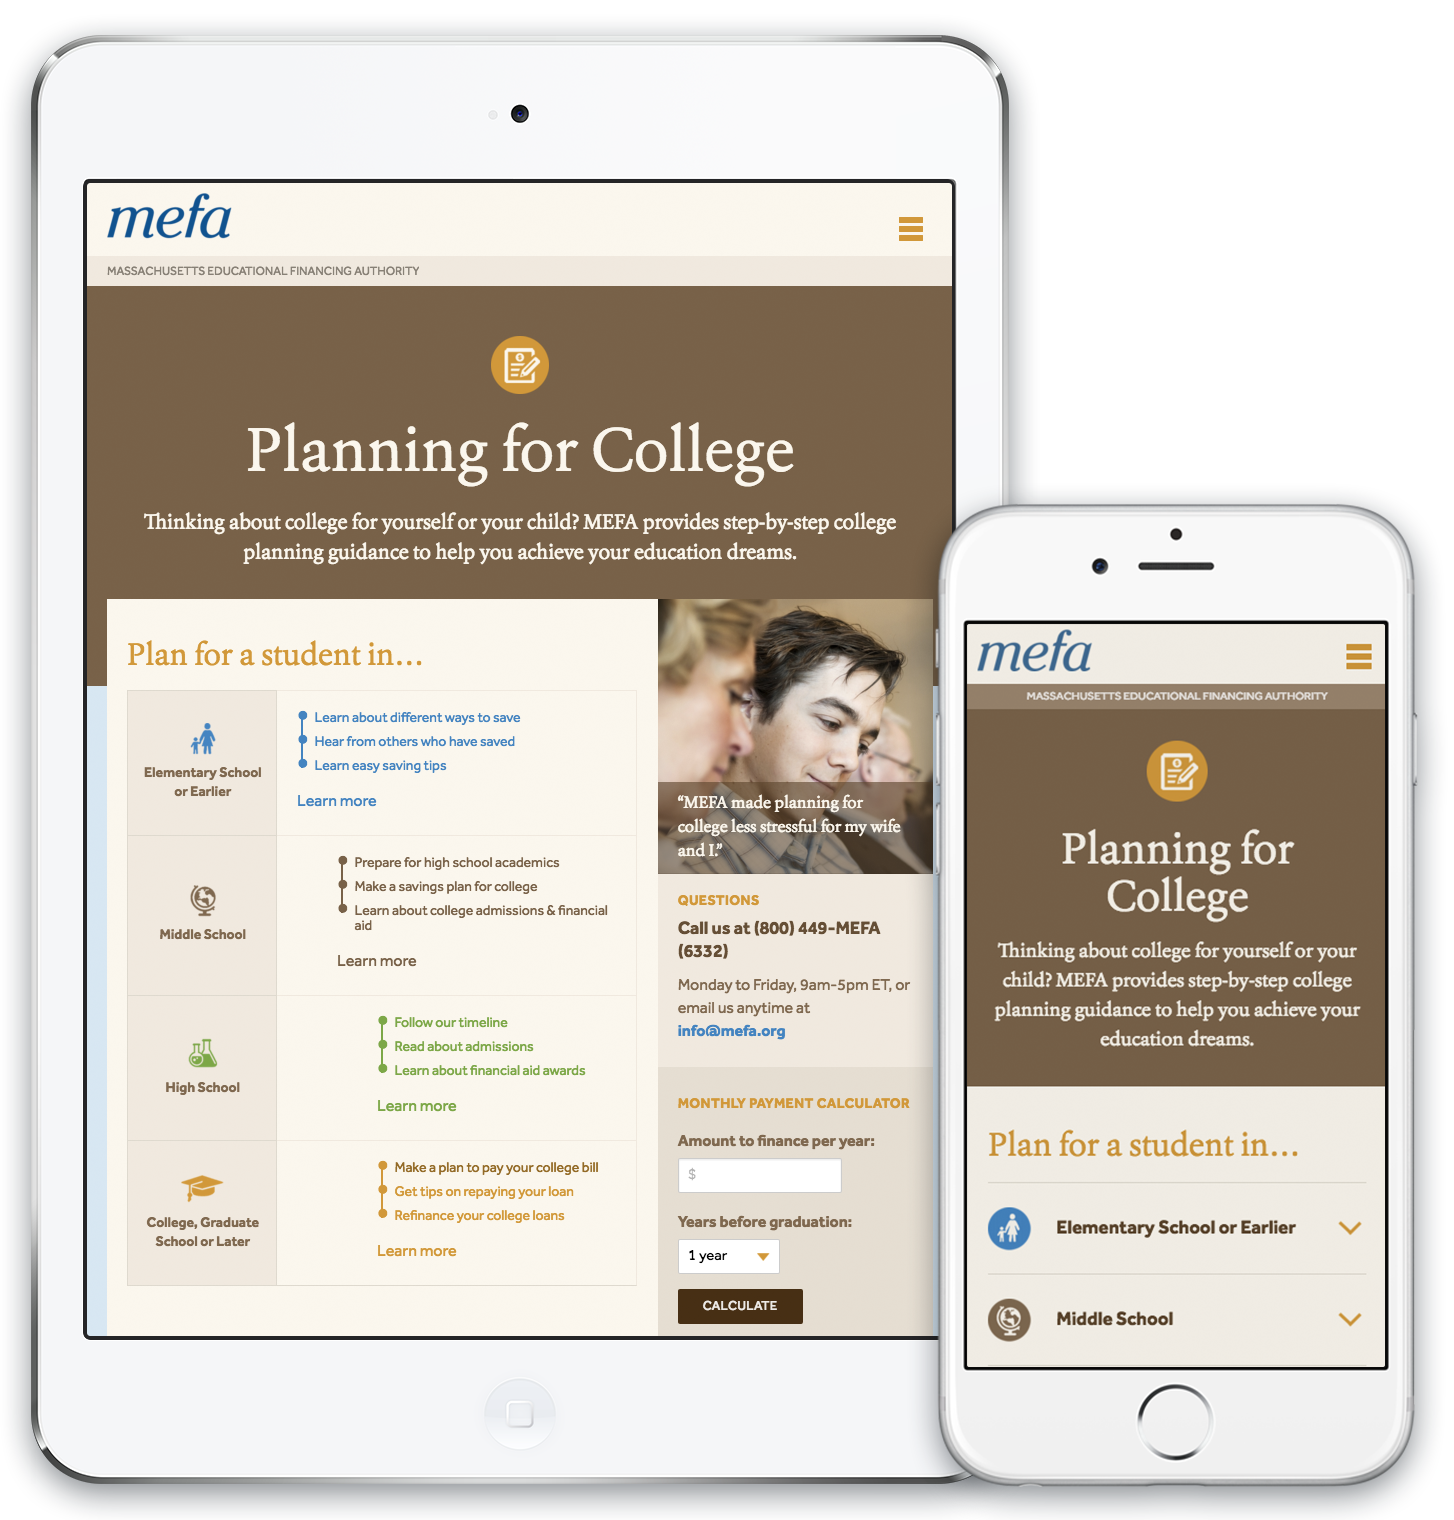 mefa
MASSACHUSETTS EDUCATIONAL FINANCING AUTHORITY
Planning for College
Thinking about college for yourself or your child? MEFA provides step-by-step college
planning guidance to help you achieve your education dreams.
Plan for a student in…
Elementary School
or Earlier
Learn about different ways to save
Hear from others who have saved
Learn easy saving tips
Learn more
Middle School
Prepare for high school academics
Make a savings plan for college
Learn about college admissions & financial
aid
Learn more
High School
Follow our timeline
Read about admissions
Learn about financial aid awards
Learn more
College, Graduate
School or Later
Make a plan to pay your college bill
Get tips on repaying your loan
Refinance your college loans
Learn more
“MEFA made planning for
college less stressful for my wife
and I.”
QUESTIONS
Call us at (800) 449-MEFA
(6332)
Monday to Friday, 9am-5pm ET, or
email us anytime at
info@mefa.org
MONTHLY PAYMENT CALCULATOR
Amount to finance per year:
$
Years before graduation:
1 year
CALCULATE
mefa
MASSACHUSETTS EDUCATIONAL FINANCING AUTHORITY
Planning for
College
Thinking about college for yourself or your
child? MEFA provides step-by-step college
planning guidance to help you achieve your
education dreams.
Plan for a student in…
Elementary School or Earlier
Middle School